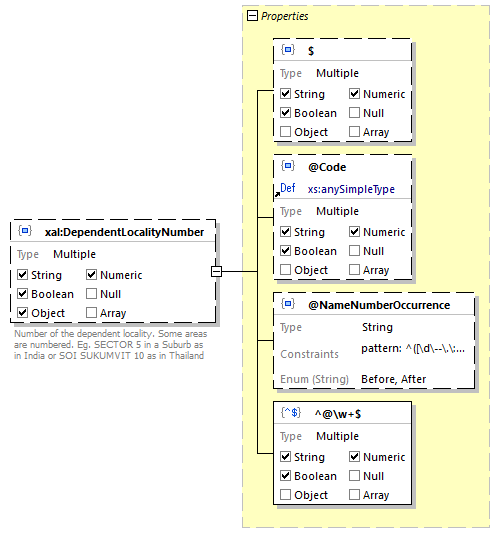 Properties
$
Type Multiple
String Numeric
Boolean Null
Object Array
@Code
Def xs:anySimpleType
Type Multiple
String Numeric
Boolean Null
Object Array
xal:DependentLocalityNumber
Type Multiple
String Numeric
Boolean Null
Object Array
Number of the dependent locality. Some areas
are numbered. Eg. SECTOR 5 in a Suburb as
in India or SOI SUKUMVIT 10 as in Thailand
@NameNumberOccurrence
Type String
Constraints pattern: ^([\d\--\.\:...
Enum (String) Before, After
{^$} ^@\w+$
Type Multiple
String Numeric
Boolean Null
Object Array